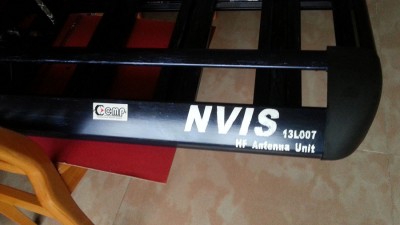 Comp
NVIS 13L007
HF Antenna Unit